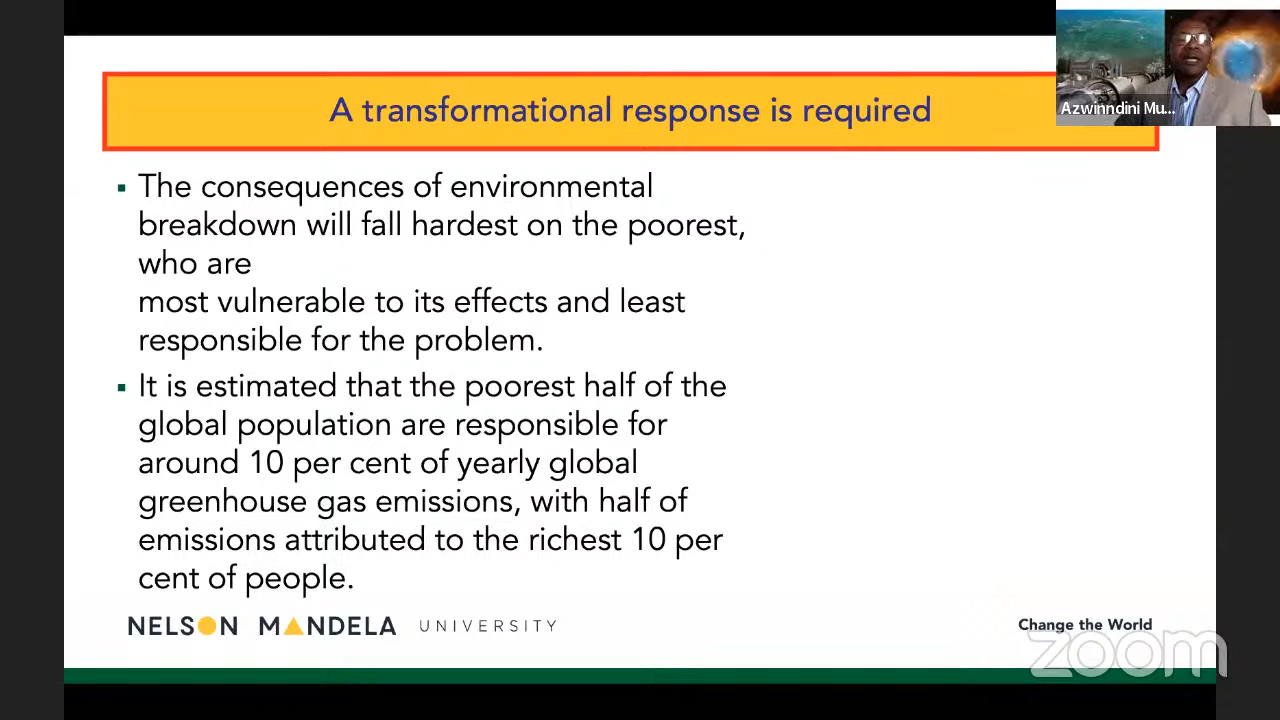 A transformational response is required
Azwinndini Mu...
▪ The consequences of environmental
breakdown will fall hardest on the poorest,
who are
most vulnerable to its effects and least
responsible for the problem.
▪ It is estimated that the poorest half of the
global population are responsible for
around 10 per cent of yearly global
greenhouse gas emissions, with half of
emissions attributed to the richest 10 per
cent of people.
NELSON MANDELA UNIVERSITY
Change the World
zoom